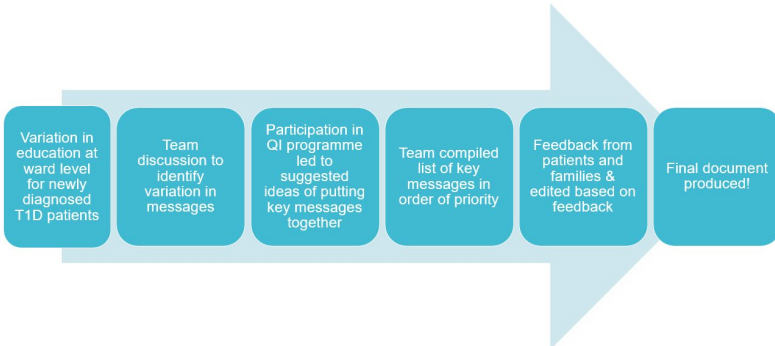 Variation in
education at
ward level
for newly
diagnosed
T1D patients
Team
discussion to
identify
variation in
messages
Participation in
QI programme
led to
suggested
ideas of putting
key messages
together
Team compiled
list of key
messages in
order of priority
Feedback from
patients and
families &
edited based on
feedback
Final document
produced!